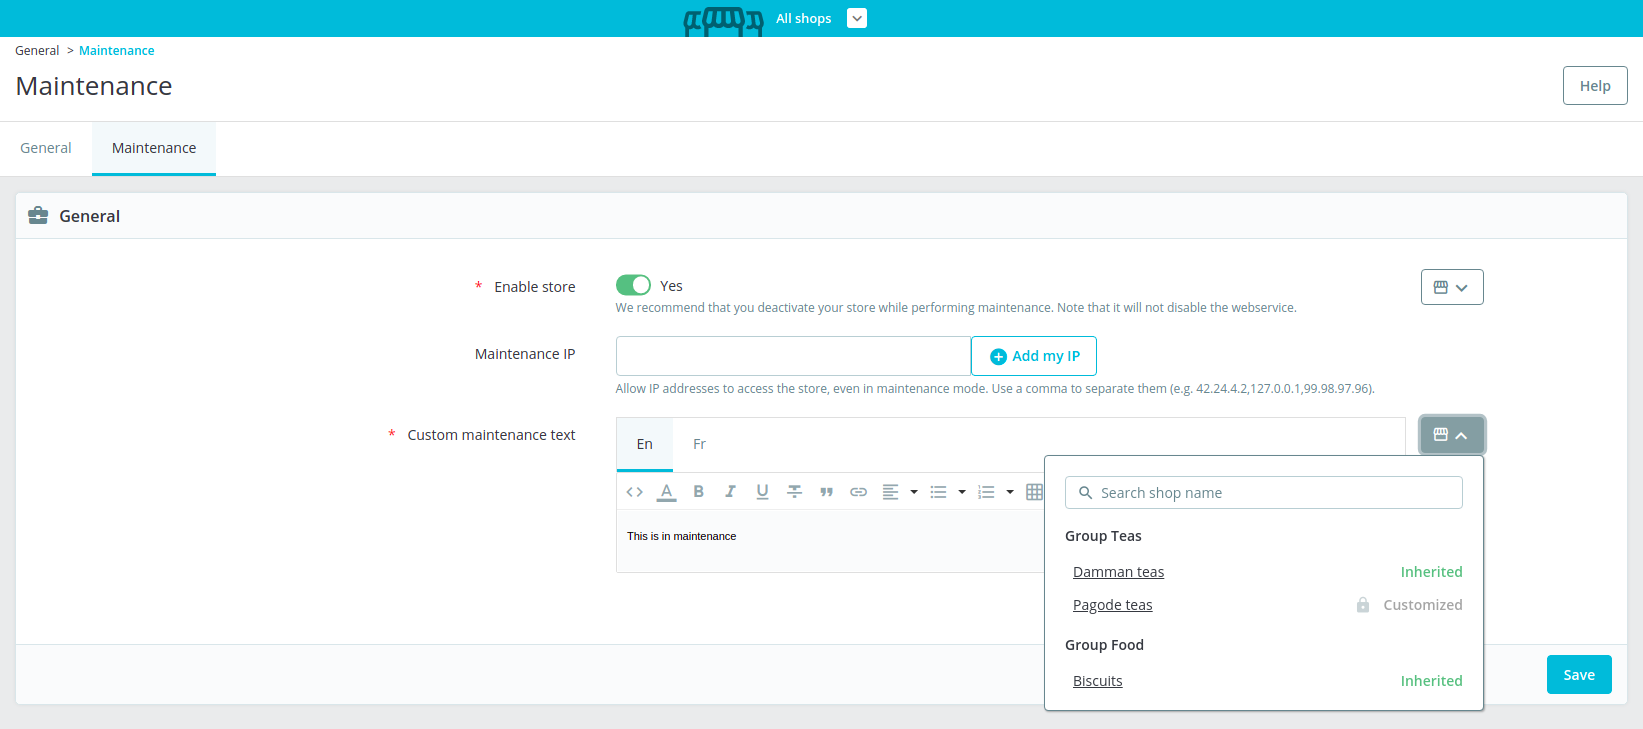 All shops
General > Maintenance
Maintenance
Help
General
Maintenance
General
* Enable store
Yes
We recommend that you deactivate your store while performing maintenance. Note that it will not disable the webservice.
Maintenance IP
Add my IP
Allow IP addresses to access the store, even in maintenance mode. Use a comma to separate them (e.g. 42.24.4.2,127.0.0.1,99.98.97.96).
* Custom maintenance text
En Fr
A B I U
This is in maintenance
Search shop name
Group Teas
Damman teas Inherited
Pagode teas Customized
Group Food
Biscuits Inherited
Save